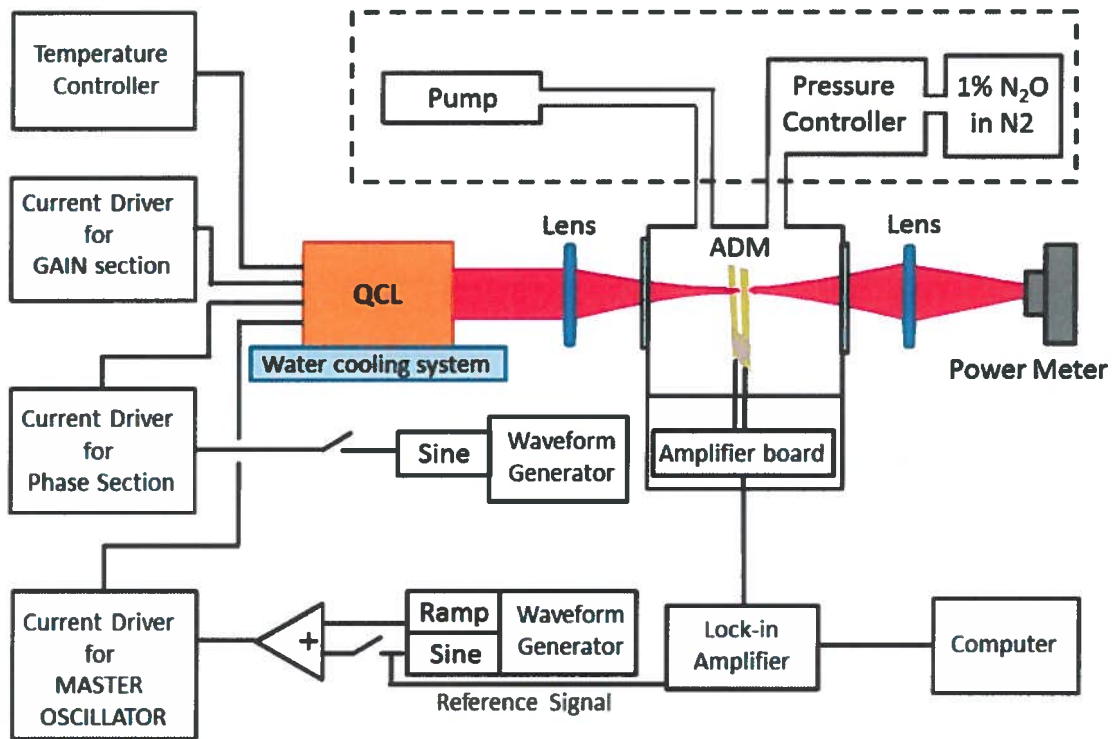 Temperature
Controller
Pump
Pressure
Controller
1% N₂O
in N2
Current Driver
for
GAIN section
Lens
ADM
Lens
QCL
Water cooling system
Power Meter
Current Driver
for
Phase Section
Sine
Waveform
Generator
Amplifier board
Current Driver
for
MASTER
OSCILLATOR
+
Ramp
Sine
Waveform
Generator
Reference Signal
Lock-in
Amplifier
Computer